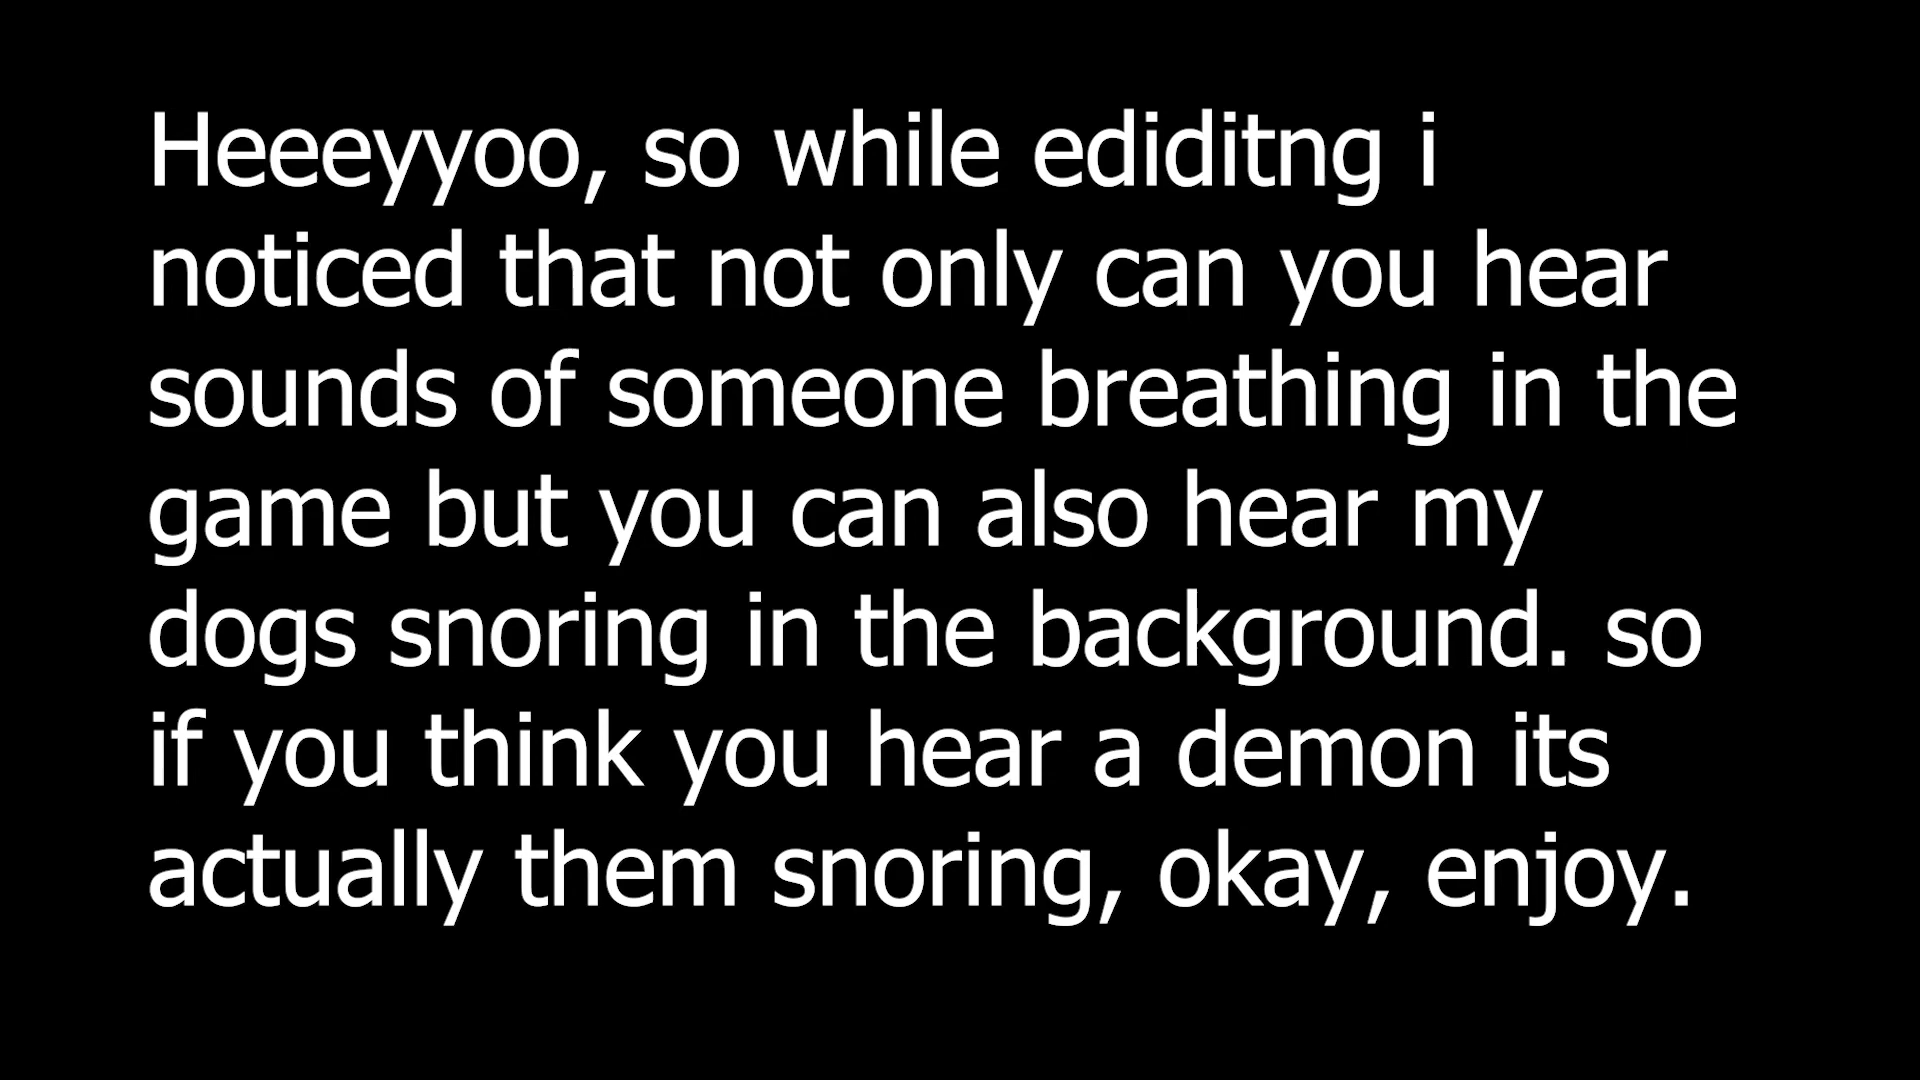 Heeeyyoo, so while ediditng i
noticed that not only can you hear
sounds of someone breathing in the
game but you can also hear my
dogs snoring in the background. so
if you think you hear a demon its
actually them snoring, okay, enjoy.